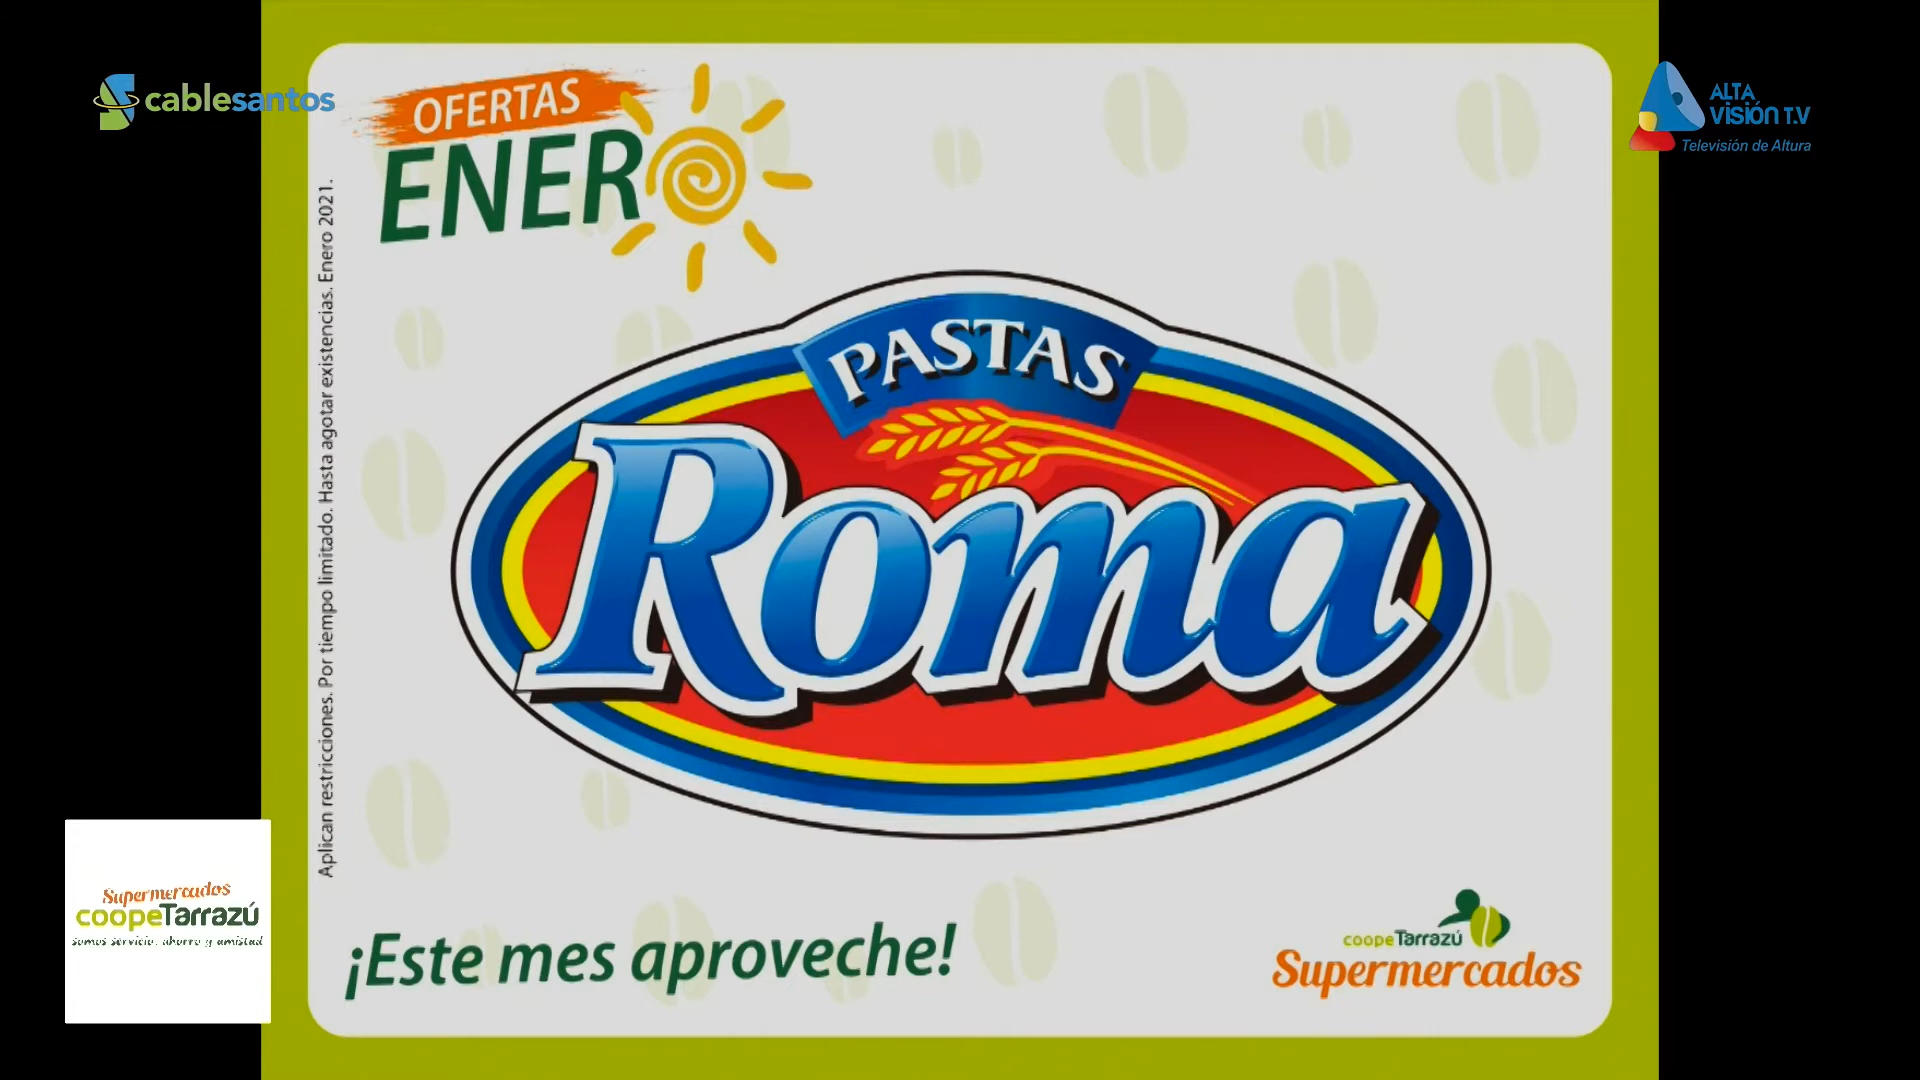 cablesantos
OFERTAS
ENERO
ALTA
VISIÓN T.V
Televisión de Altura
Aplican restricciones. Por tiempo limitado. Hasta agotar existencias. Enero 2021.
PASTAS
Roma
Supermercados
coopeTarrazú
somos servicio, ahorro y amistad
¡Este mes aproveche!
coopeTarrazú
Supermercados